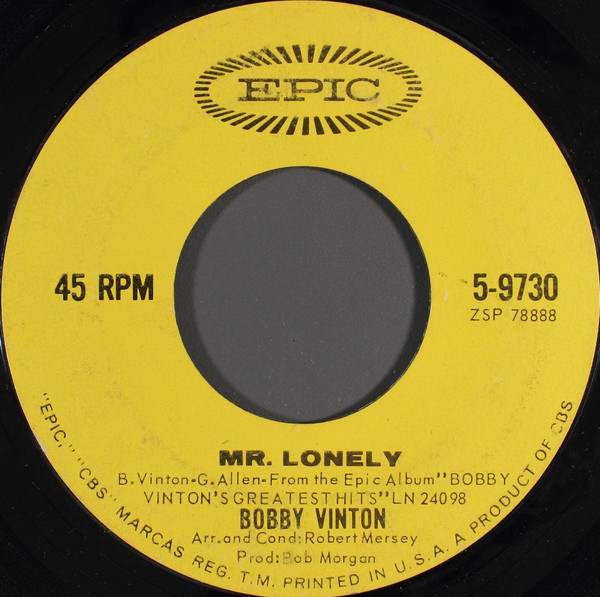 EPIC
45 RPM
5-9730
ZSP 78888
MR. LONELY
B. Vinton-G. Allen-From the Epic Album"BOBBY
VINTON'S GREATEST HITS"LN 24098
BOBBY VINTON
Arr. and Cond: Robert Mersey
Prod: Bob Morgan
"EPIC," "CBS" MARCAS REG. T.M. PRINTED IN U.S.A. A PRODUCT OF CBS